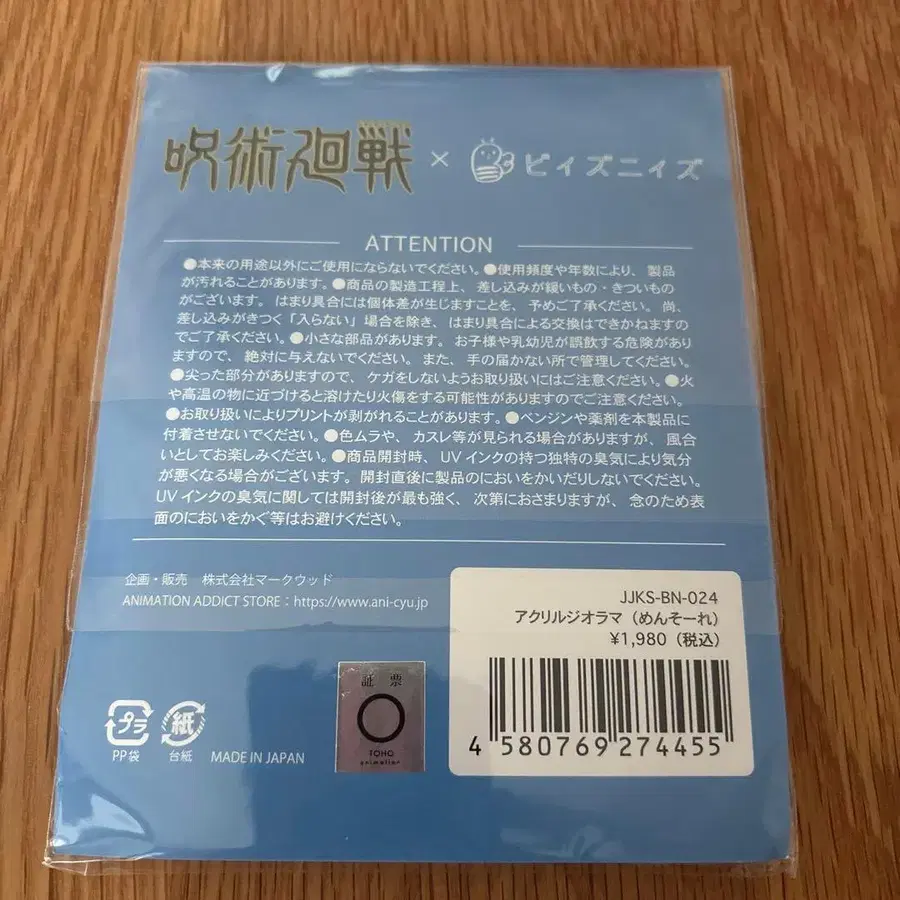 呪術廻戦 × ビィズニィズ
ATTENTION
●本来の用途以外にご使用にならないでください。●使用頻度や年数により、製品
が汚れることがあります。●商品の製造工程上、差し込みが緩いもの・きついもの
がございます。はまり具合には個体差が生じますことを、予めご了承ください。尚、
差し込みがきつく「入らない」場合を除き、はまり具合による交換はできかねますの
でご了承ください。●小さな部品があります。お子様や乳幼児が誤飲する危険があり
ますので、絶対に与えないでください。また、手の届かない所で管理してください。
●尖った部分がありますので、ケガをしないようお取り扱いにはご注意ください。●火
や高温の物に近づけると溶けたり火傷をする可能性がありますのでご注意ください。
●お取り扱いによりプリントが剥がれることがあります。●ベンジンや薬剤を本製品に
付着させないでください。●色ムラや、カスレ等が見られる場合がありますが、風合
いとしてお楽しみください。●商品開封時、UVインクの持つ独特の臭気により気分
が悪くなる場合がございます。開封直後に製品のにおいをかいだりしないでください。
UVインクの臭気に関しては開封後が最も強く、次第におさまりますが、念のため表
面のにおいをかぐ等はお避けください。
企画・販売 株式会社マークウッド
ANIMATION ADDICT STORE：https://www.ani-cyu.jp
JJKS-BN-024
アクリルジオラマ（めんそーれ）
¥1,980（税込）
4 580769 274455
プラ
PP袋
紙
台紙
MADE IN JAPAN
証票
TOHO
animation